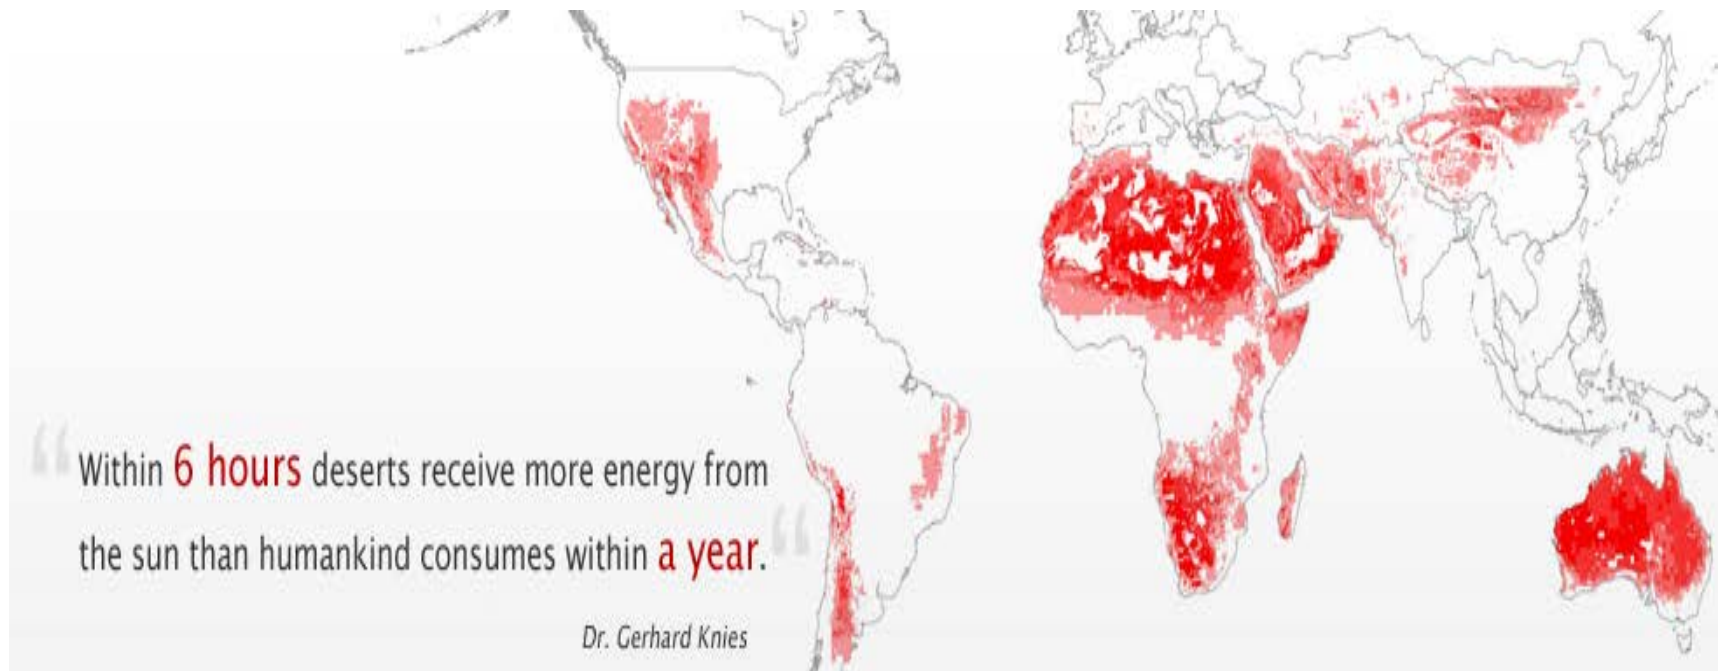 “ Within 6 hours deserts receive more energy from
the sun than humankind consumes within a year. “
Dr. Gerhard Knies